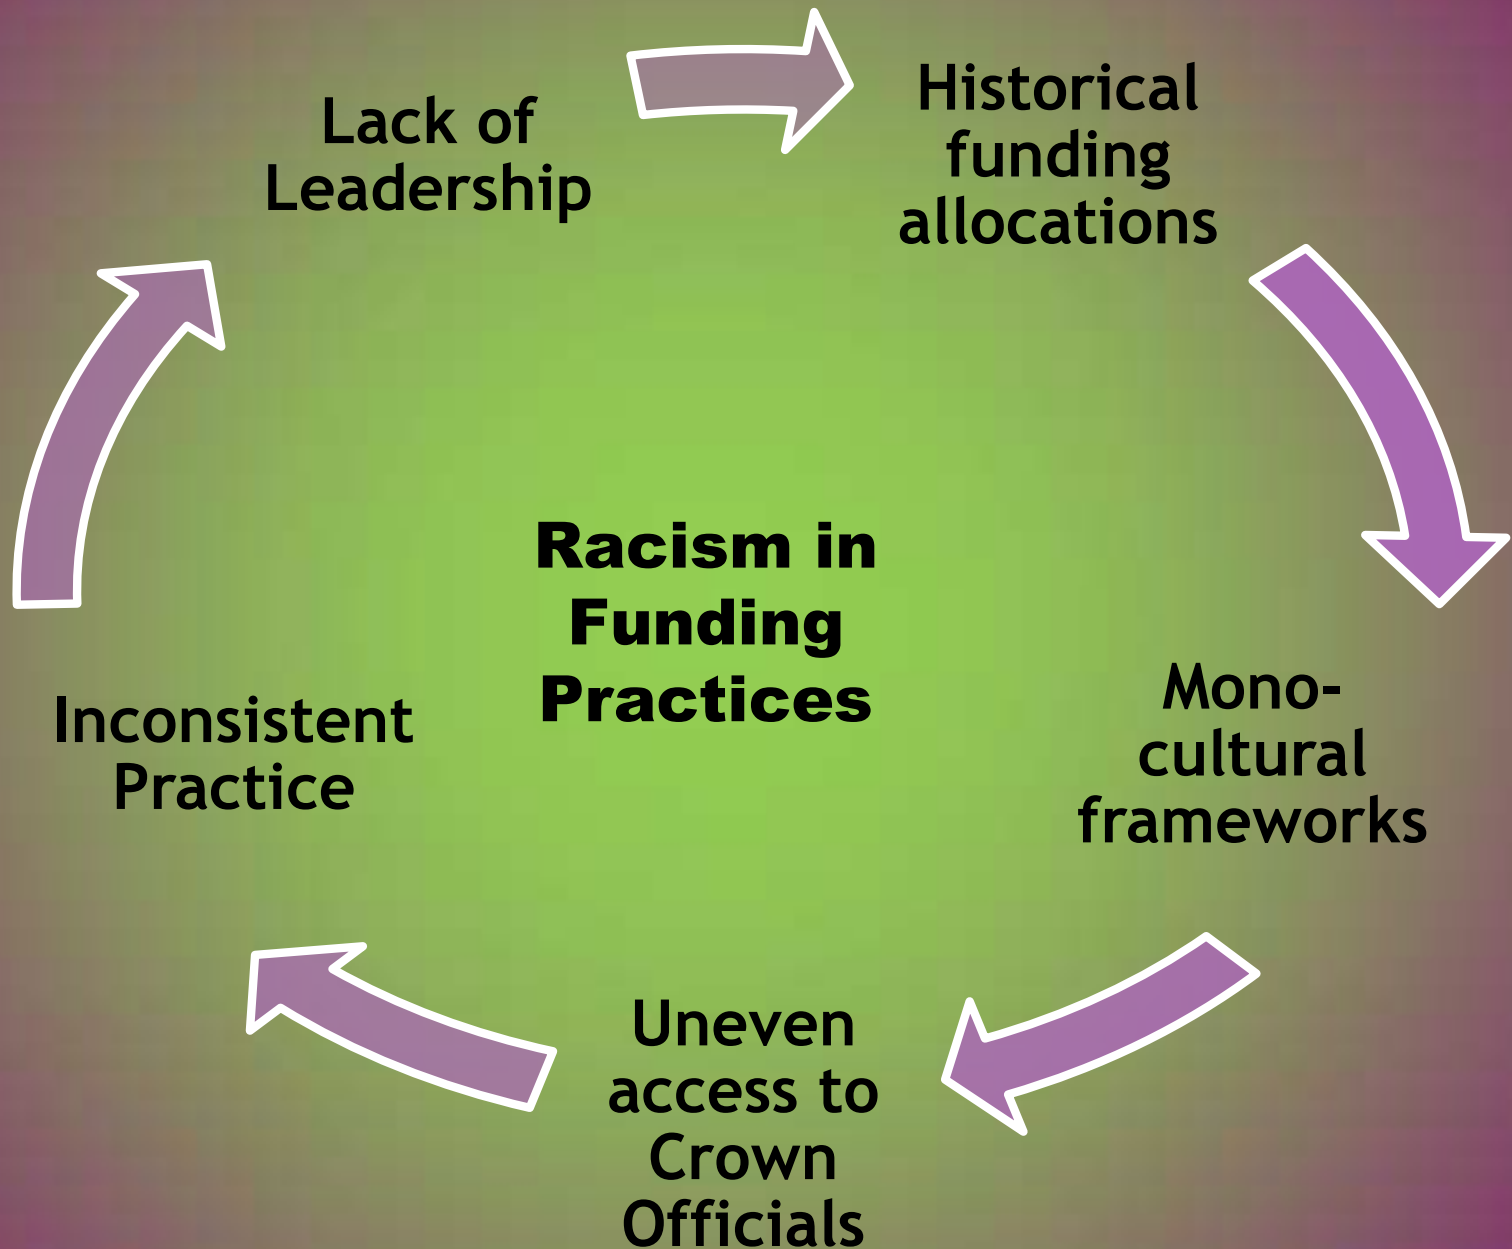 Lack of
Leadership
Historical
funding
allocations
Racism in
Funding
Practices
Mono-
cultural
frameworks
Inconsistent
Practice
Uneven
access to
Crown
Officials